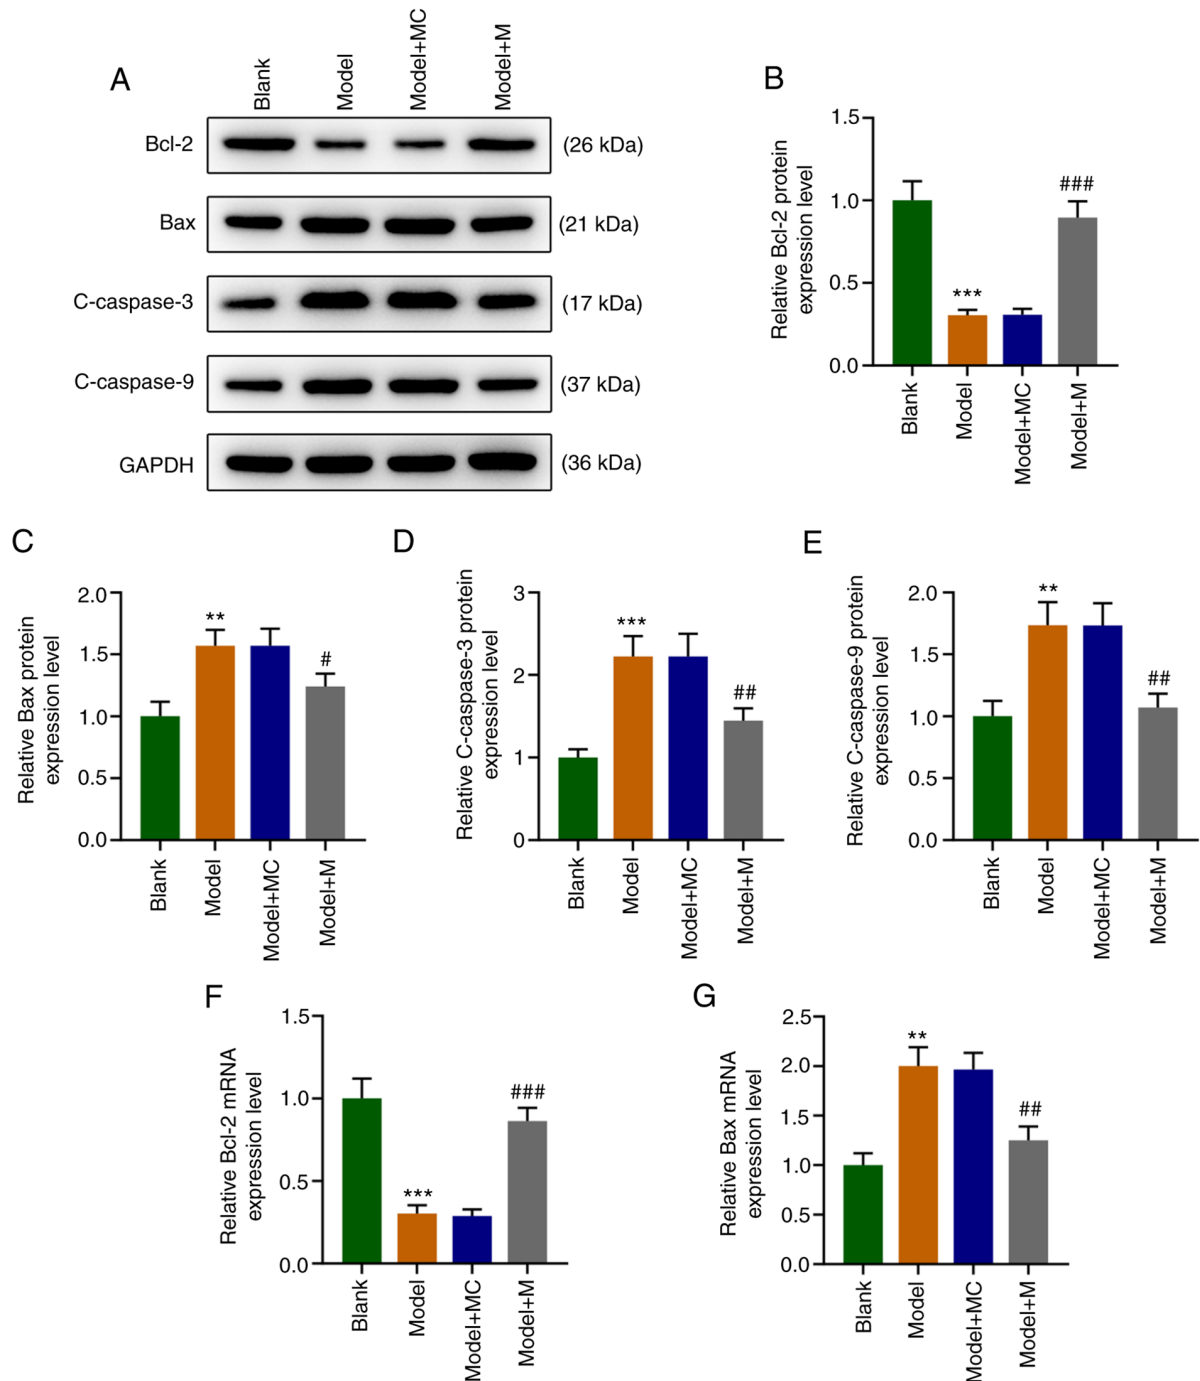 A
Blank
Model
Model+MC
Model+M
Bcl-2
(26 kDa)
Bax
(21 kDa)
C-caspase-3
(17 kDa)
C-caspase-9
(37 kDa)
GAPDH
(36 kDa)
B
Relative Bcl-2 protein
expression level
1.5
1.0
0.5
0.0
***
###
Blank
Model
Model+MC
Model+M
C
Relative Bax protein
expression level
2.0
1.5
1.0
0.5
0.0
**
#
Blank
Model
Model+MC
Model+M
D
Relative C-caspase-3 protein
expression level
3
2
1
0
***
##
Blank
Model
Model+MC
Model+M
E
Relative C-caspase-9 protein
expression level
2.0
1.5
1.0
0.5
0.0
**
##
Blank
Model
Model+MC
Model+M
F
Relative Bcl-2 mRNA
expression level
1.5
1.0
0.5
0.0
***
###
Blank
Model
Model+MC
Model+M
G
Relative Bax mRNA
expression level
2.5
2.0
1.5
1.0
0.5
0.0
**
##
Blank
Model
Model+MC
Model+M